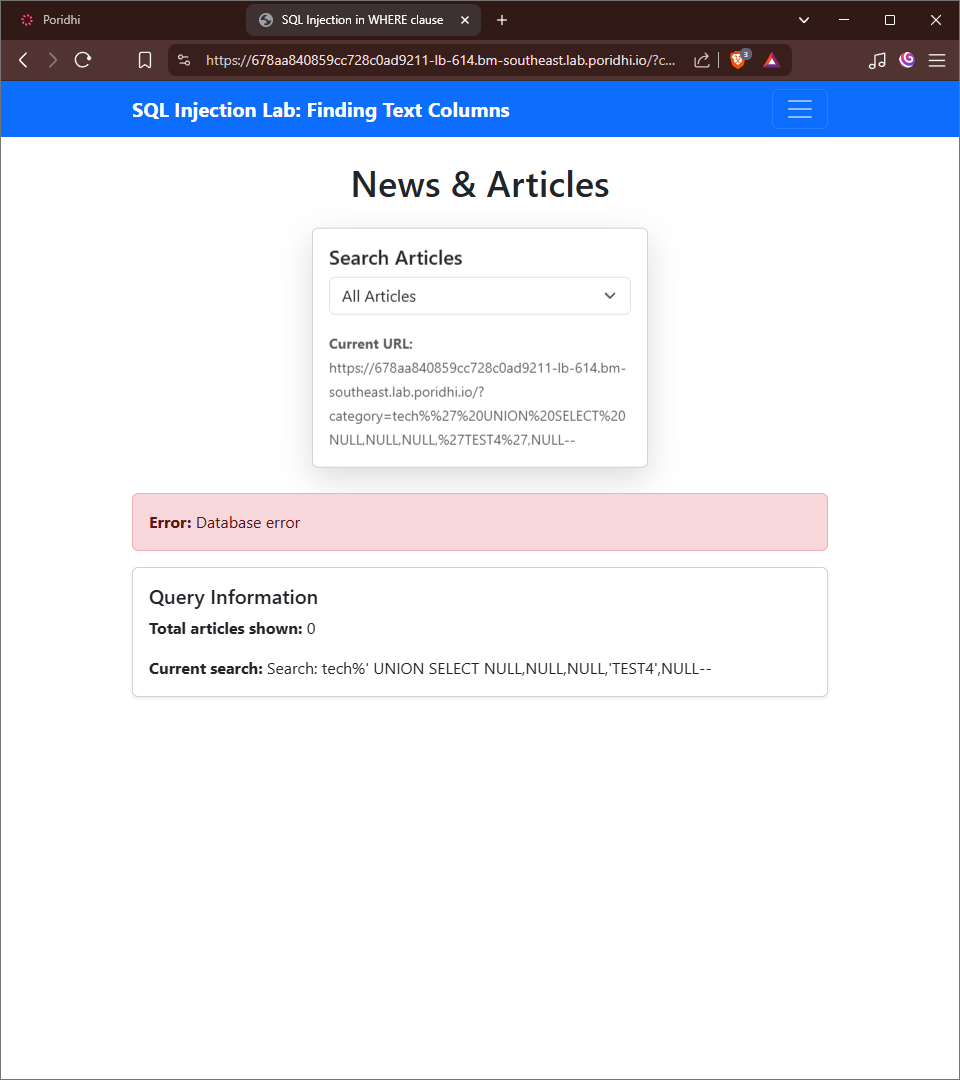 Poridhi
SQL Injection in WHERE clause
https://678aa840859cc728c0ad9211-lb-614.bm-southeast.lab.poridhi.io/?c...
3
SQL Injection Lab: Finding Text Columns
News & Articles
Search Articles
All Articles
Current URL:
https://678aa840859cc728c0ad9211-lb-614.bm-
southeast.lab.poridhi.io/?
category=tech%%27%20UNION%20SELECT%20
NULL,NULL,NULL,%27TEST4%27,NULL--
Error: Database error
Query Information
Total articles shown: 0
Current search: Search: tech%' UNION SELECT NULL,NULL,NULL,'TEST4',NULL--